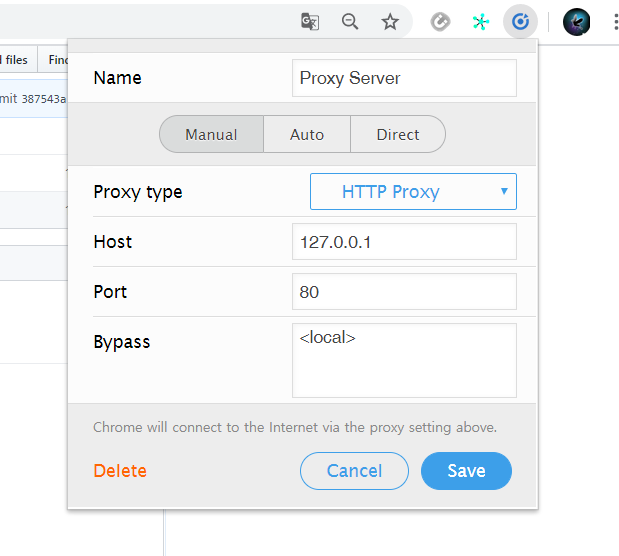 l files
Fin
mit 387543a
Name
Proxy Server
Manual
Auto
Direct
Proxy type
HTTP Proxy
Host
127.0.0.1
Port
80
Bypass
<local>
Chrome will connect to the Internet via the proxy setting above.
Delete
Cancel
Save